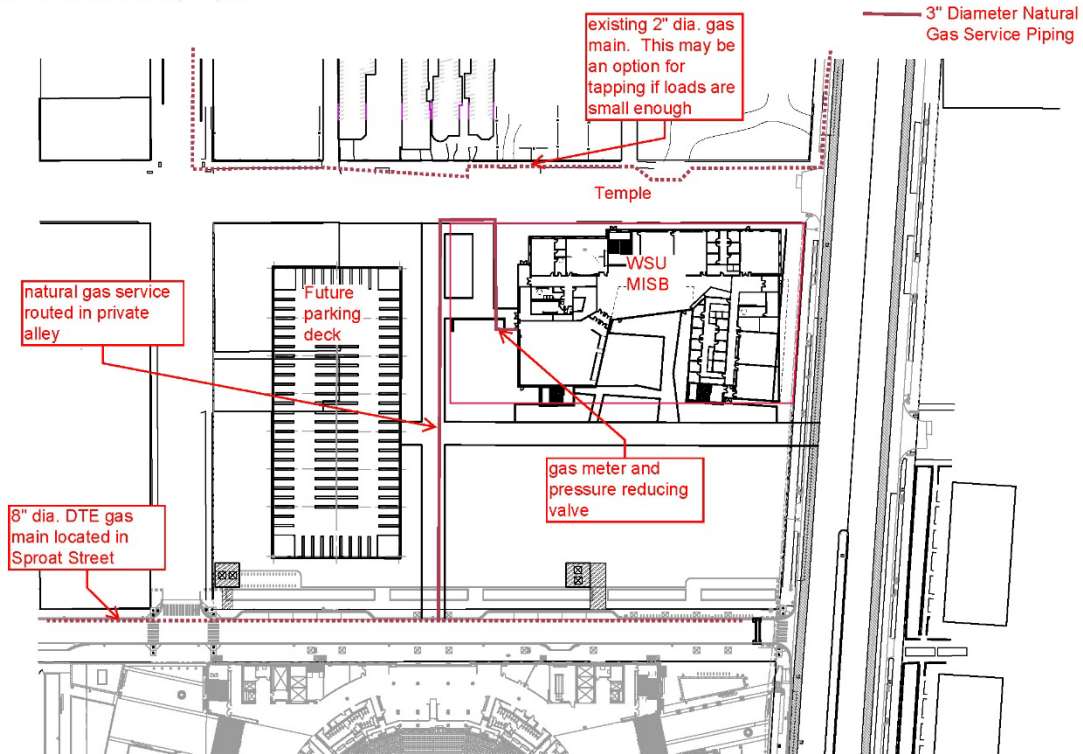 existing 2" dia. gas
main. This may be
an option for
tapping if loads are
small enough
3" Diameter Natural
Gas Service Piping
Temple
natural gas service
routed in private
alley
Future
parking
deck
WSU
MISB
gas meter and
pressure reducing
valve
8" dia. DTE gas
main located in
Sproat Street